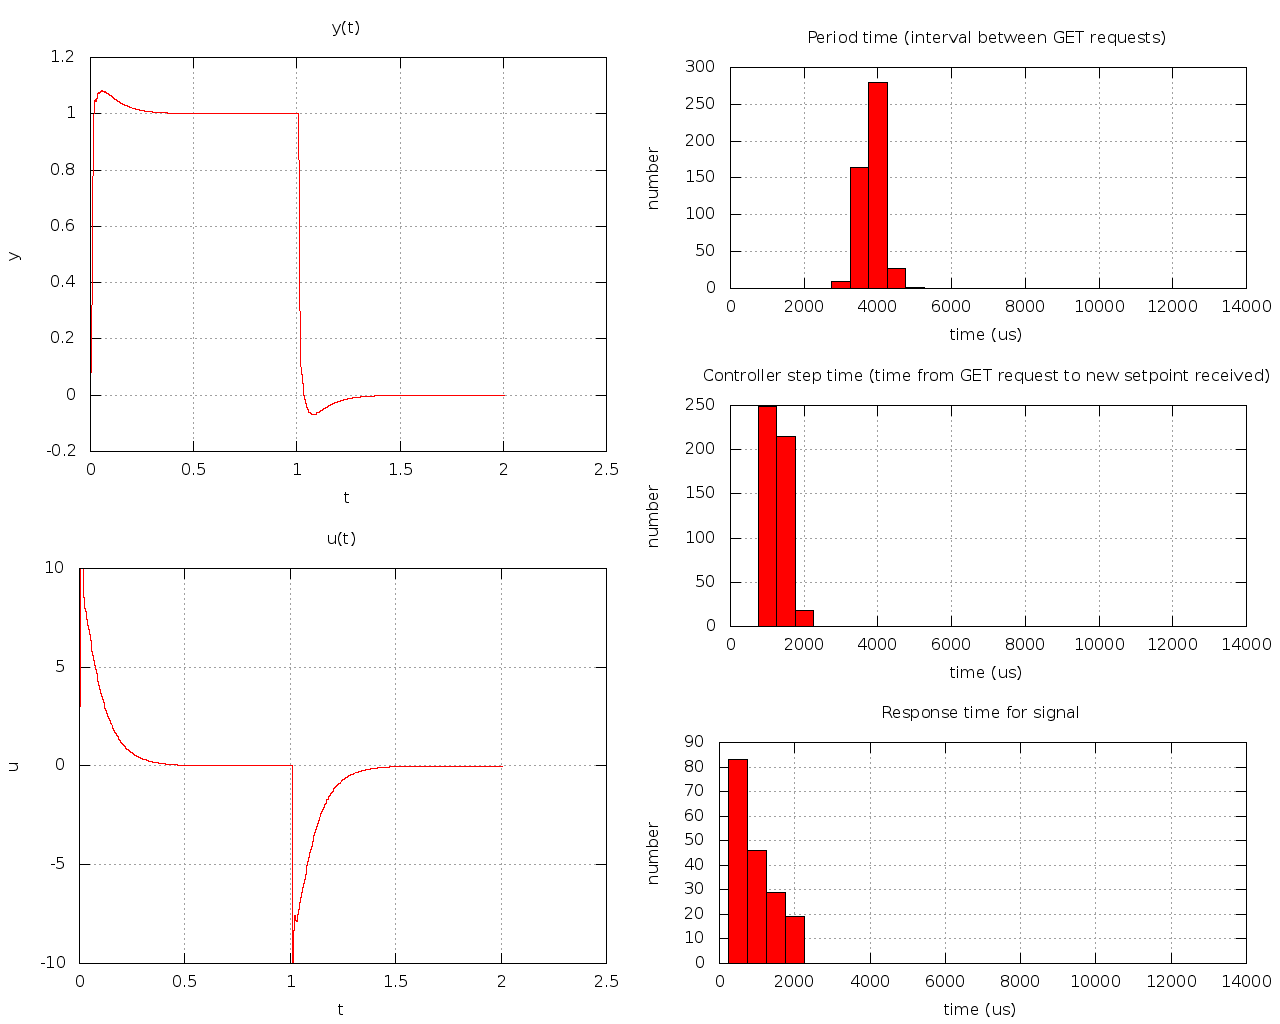 y(t)
1.2
1
0.8
0.6
0.4
0.2
0
-0.2
y
0 0.5 1 1.5 2 2.5
t
u(t)
10
5
0
-5
-10
u
0 0.5 1 1.5 2 2.5
t
Period time (interval between GET requests)
300
250
200
150
100
50
0
number
0 2000 4000 6000 8000 10000 12000 14000
time (us)
Controller step time (time from GET request to new setpoint received)
250
200
150
100
50
0
number
0 2000 4000 6000 8000 10000 12000 14000
time (us)
Response time for signal
90
80
70
60
50
40
30
20
10
0
number
0 2000 4000 6000 8000 10000 12000 14000
time (us)